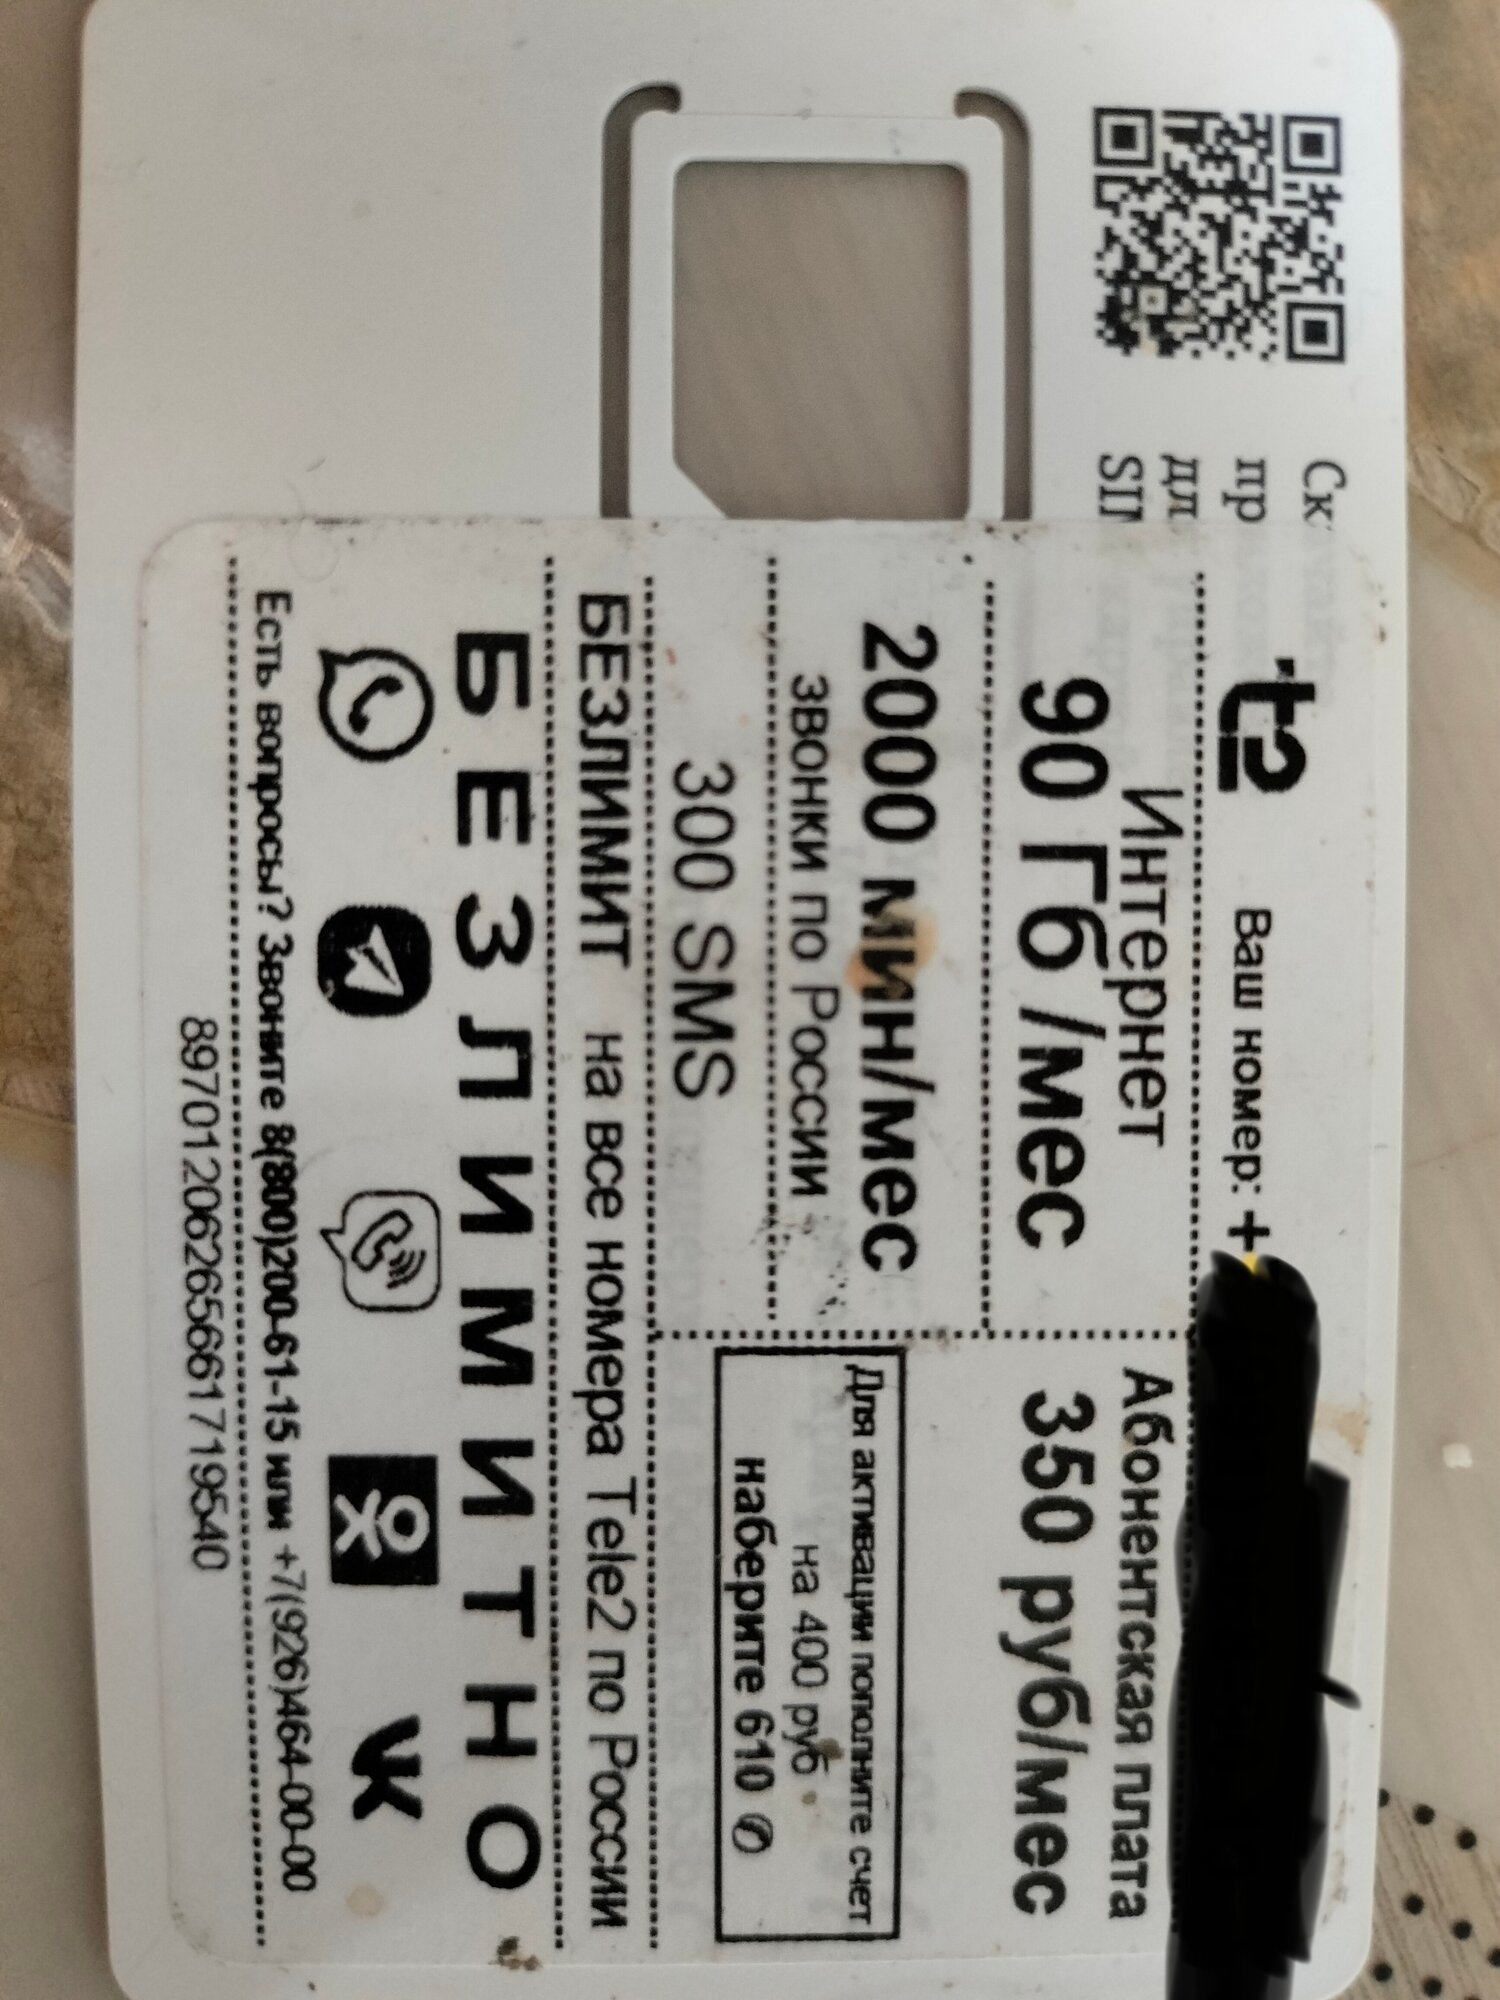 t2 Ваш номер: +
Интернет
90 Гб /мес
Абонентская плата
350 руб/мес
2000 мин/мес
звонки по России
300 SMS
Для активации пополните счет
на 400 руб
наберите 610
БЕЗЛИМИТ на все номера Tele2 по России
БЕЗЛИМИТНО
Есть вопросы? Звоните 8(800)200-61-15 или +7(926)464-00-00
89701206265661719540